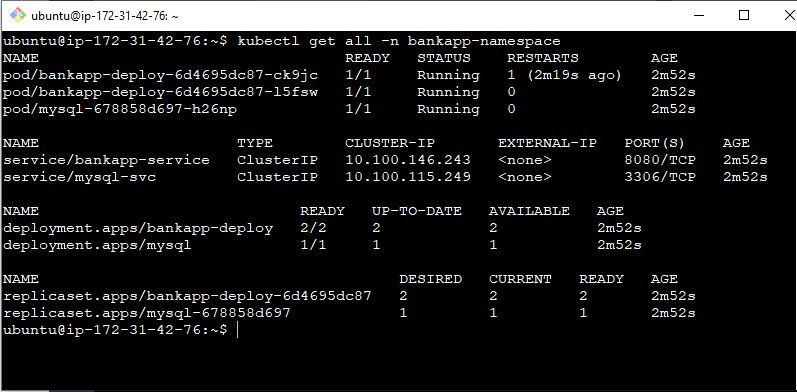 ubuntu@ip-172-31-42-76: ~
ubuntu@ip-172-31-42-76:~$ kubectl get all -n bankapp-namespace
NAME                                READY   STATUS    RESTARTS        AGE
pod/bankapp-deploy-6d4695dc87-ck9jc   1/1     Running   1 (2m19s ago)   2m52s
pod/bankapp-deploy-6d4695dc87-l5fsw   1/1     Running   0               2m52s
pod/mysql-678858d697-h26np            1/1     Running   0               2m52s
NAME                      TYPE        CLUSTER-IP       EXTERNAL-IP   PORT(S)    AGE
service/bankapp-service   ClusterIP   10.100.146.243   <none>        8080/TCP   2m52s
service/mysql-svc         ClusterIP   10.100.115.249   <none>        3306/TCP   2m52s
NAME                             READY   UP-TO-DATE   AVAILABLE   AGE
deployment.apps/bankapp-deploy   2/2     2            2           2m52s
deployment.apps/mysql            1/1     1            1           2m52s
NAME                                        DESIRED   CURRENT   READY   AGE
replicaset.apps/bankapp-deploy-6d4695dc87   2         2         2       2m52s
replicaset.apps/mysql-678858d697            1         1         1       2m52s
ubuntu@ip-172-31-42-76:~$